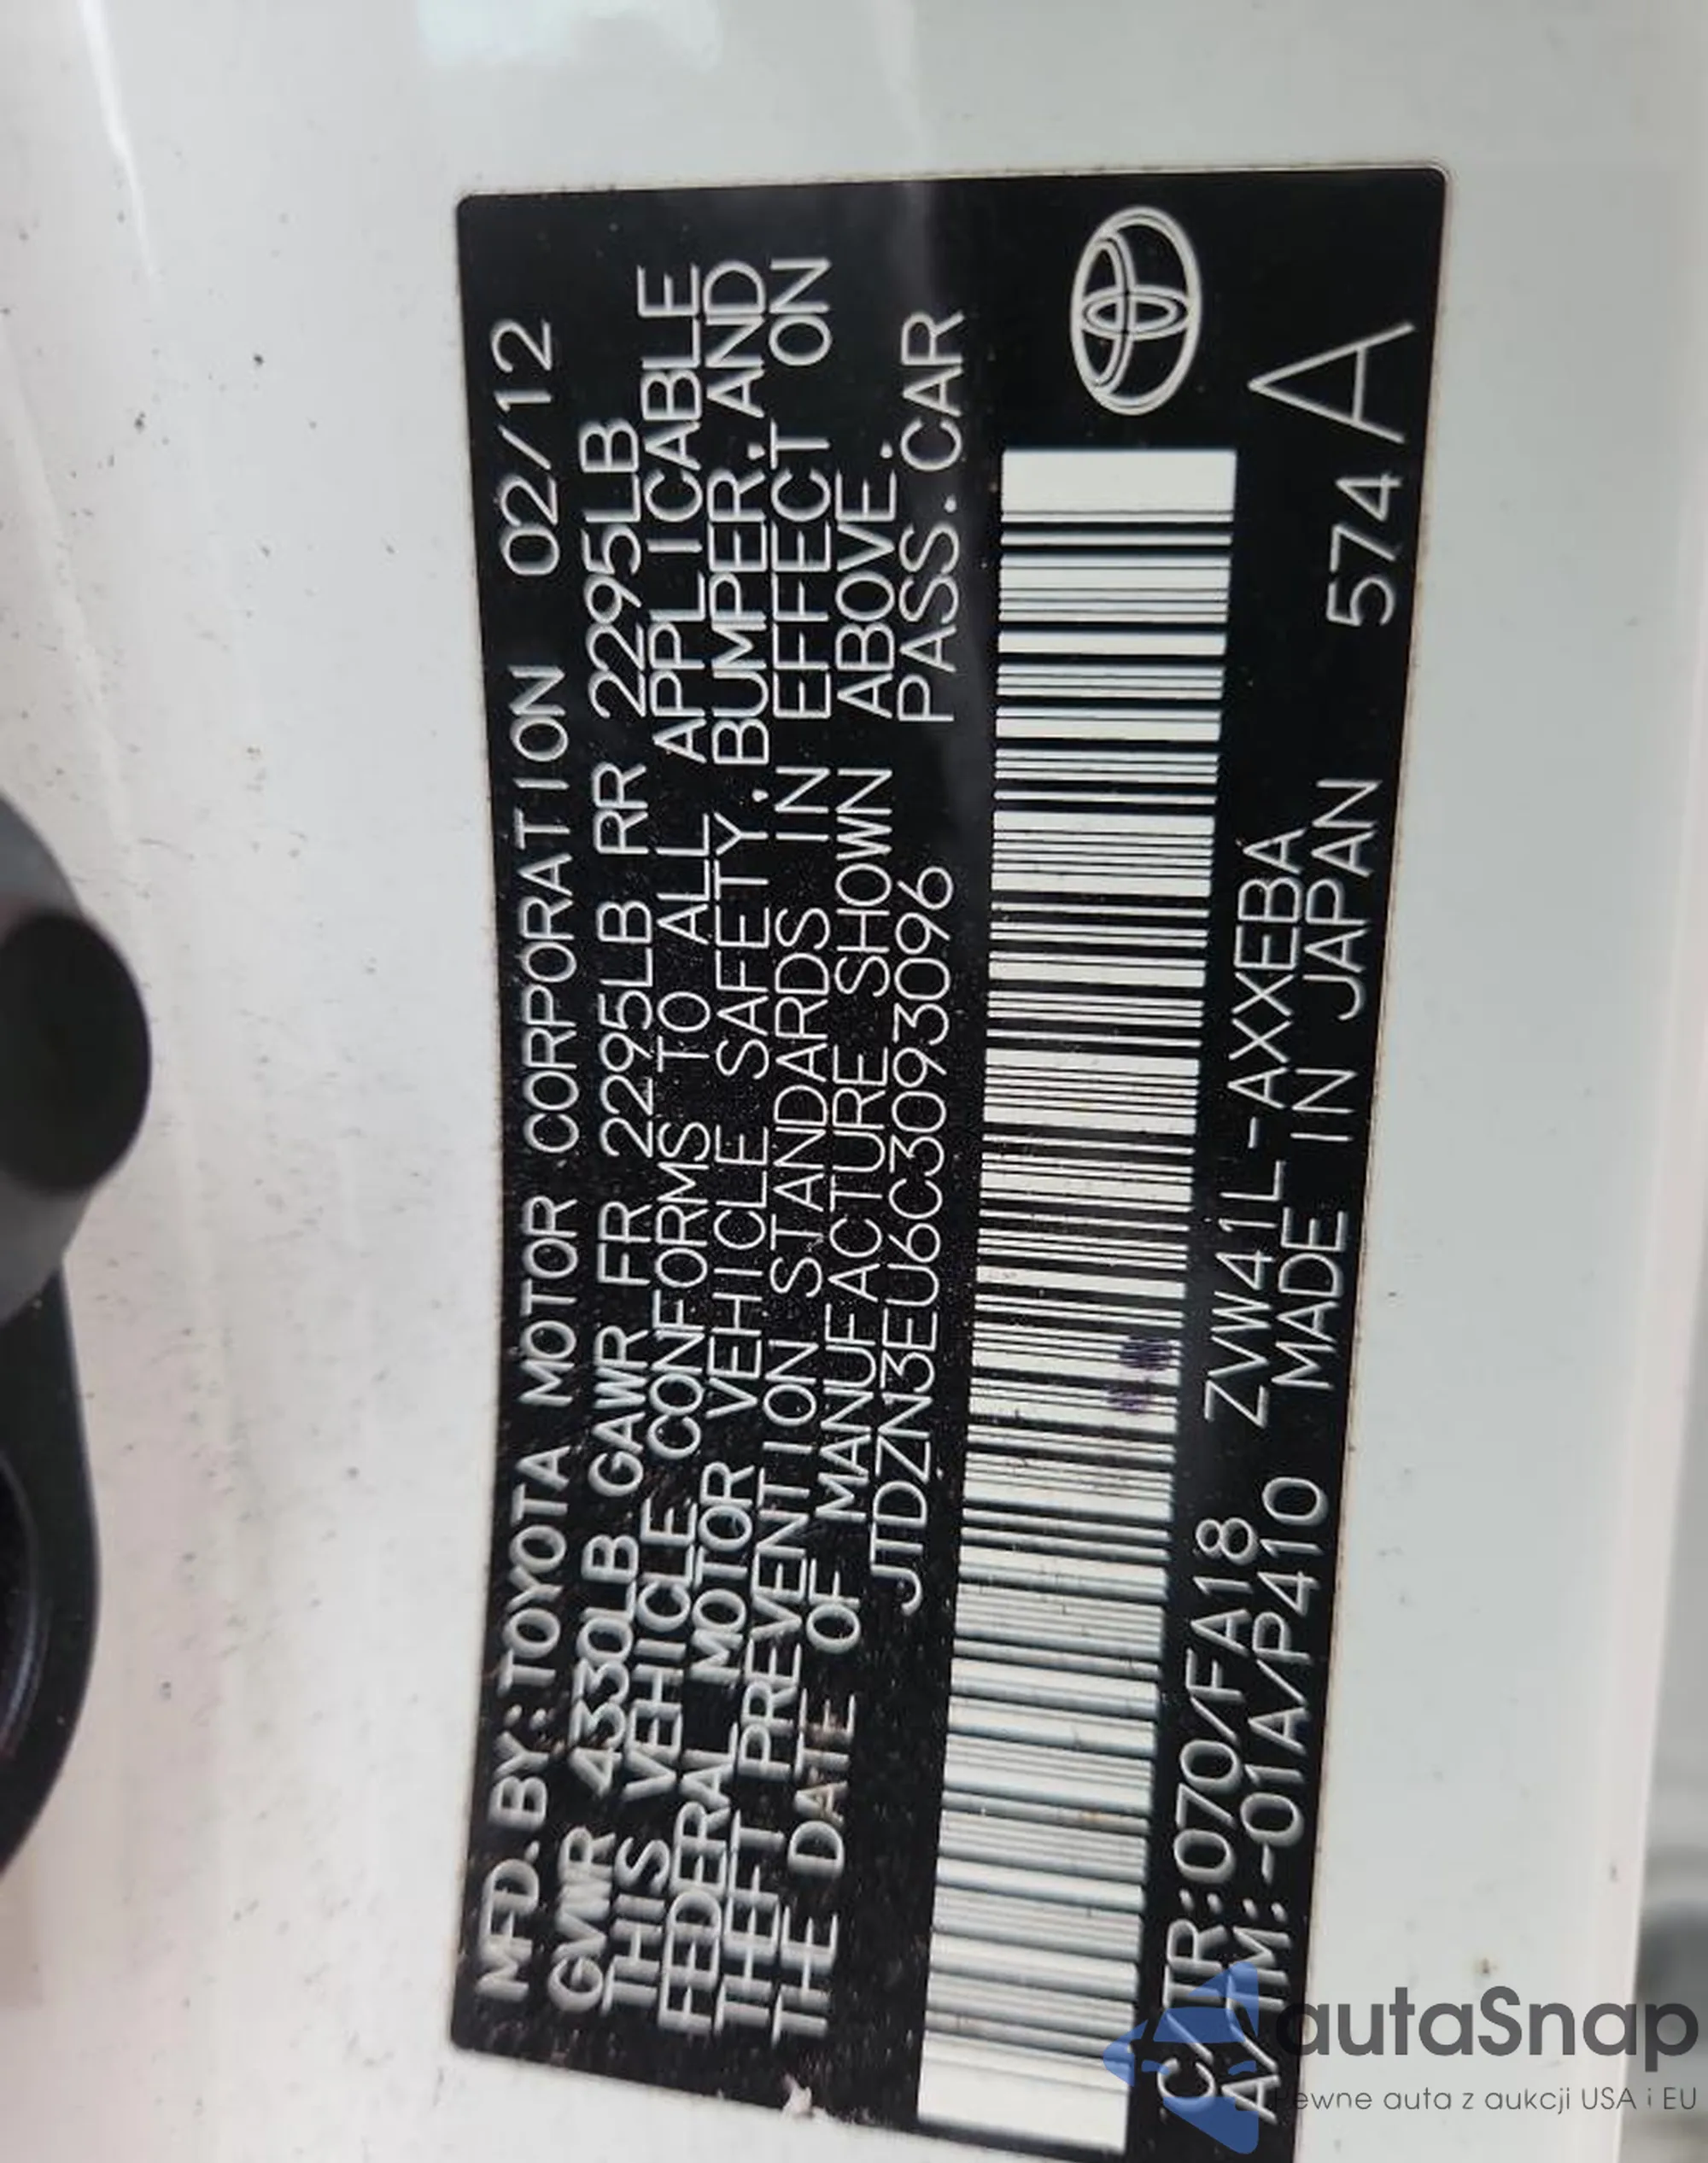 MFD.BY:TOYOTA MOTOR CORPORATION 02/12
GVWR 4330LB GAWR FR 2295LB RR 2295LB
THIS VEHICLE CONFORMS TO ALL APPLICABLE
FEDERAL MOTOR VEHICLE SAFETY,BUMPER,AND
THEFT PREVENTION STANDARDS IN EFFECT ON
THE DATE OF MANUFACTURE SHOWN ABOVE.
JTDZN3EU6C3093096 PASS.CAR
C/TR:070/FA18 ZVW41L-AXXEBA
A/TM:-01A/P410 MADE IN JAPAN 574 A
autaSnap
Pewne auta z aukcji USA i EU